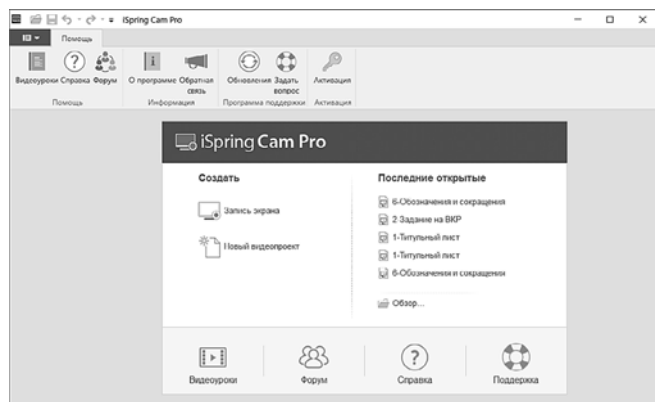 iSpring Cam Pro
Помощь
Видеоуроки Справка Форум О программе Обратная связь Обновления Задать вопрос Активация
Помощь Информация Программа поддержки Активация
iSpring Cam Pro
Создать
Запись экрана
Новый видеопроект
Последние открытые
6-Обозначения и сокращения
2-Задание на ВКР
1-Титульный лист
1-Титульный лист
6-Обозначения и сокращения
Обзор...
Видеоуроки Форум Справка Поддержка